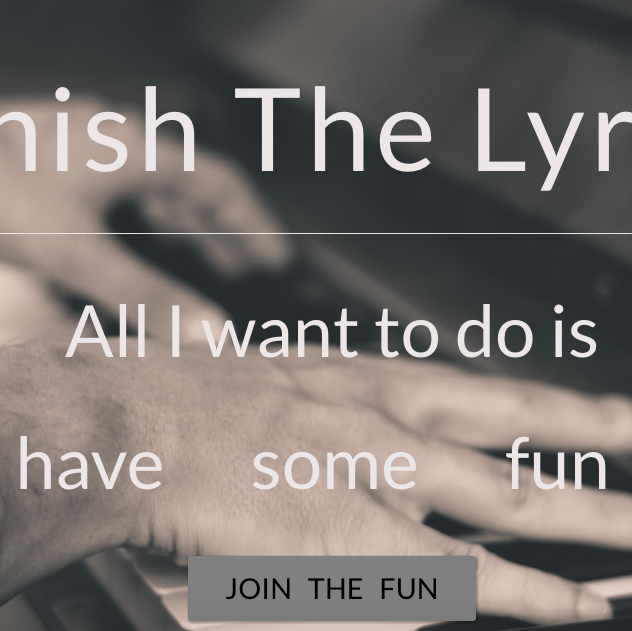 nish The Lyr
All I want to do is
have some fun
JOIN THE FUN